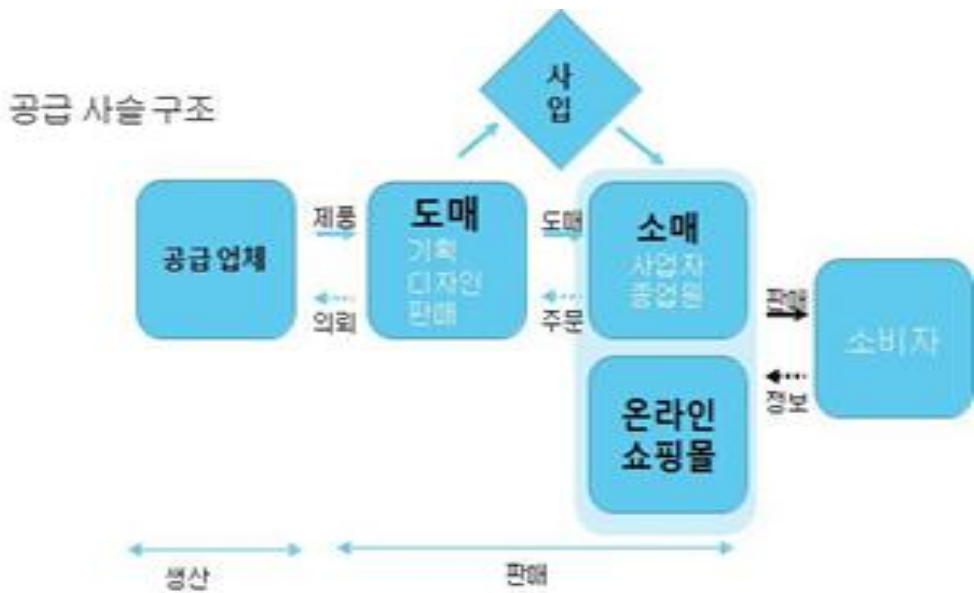 공급 사슬 구조
사
입
공급 업체
제품
의뢰
도매
기획
디자인
판매
도매
주문
소매
사업자
종업원
온라인
쇼핑몰
판매
정보
소비자
생산
판매